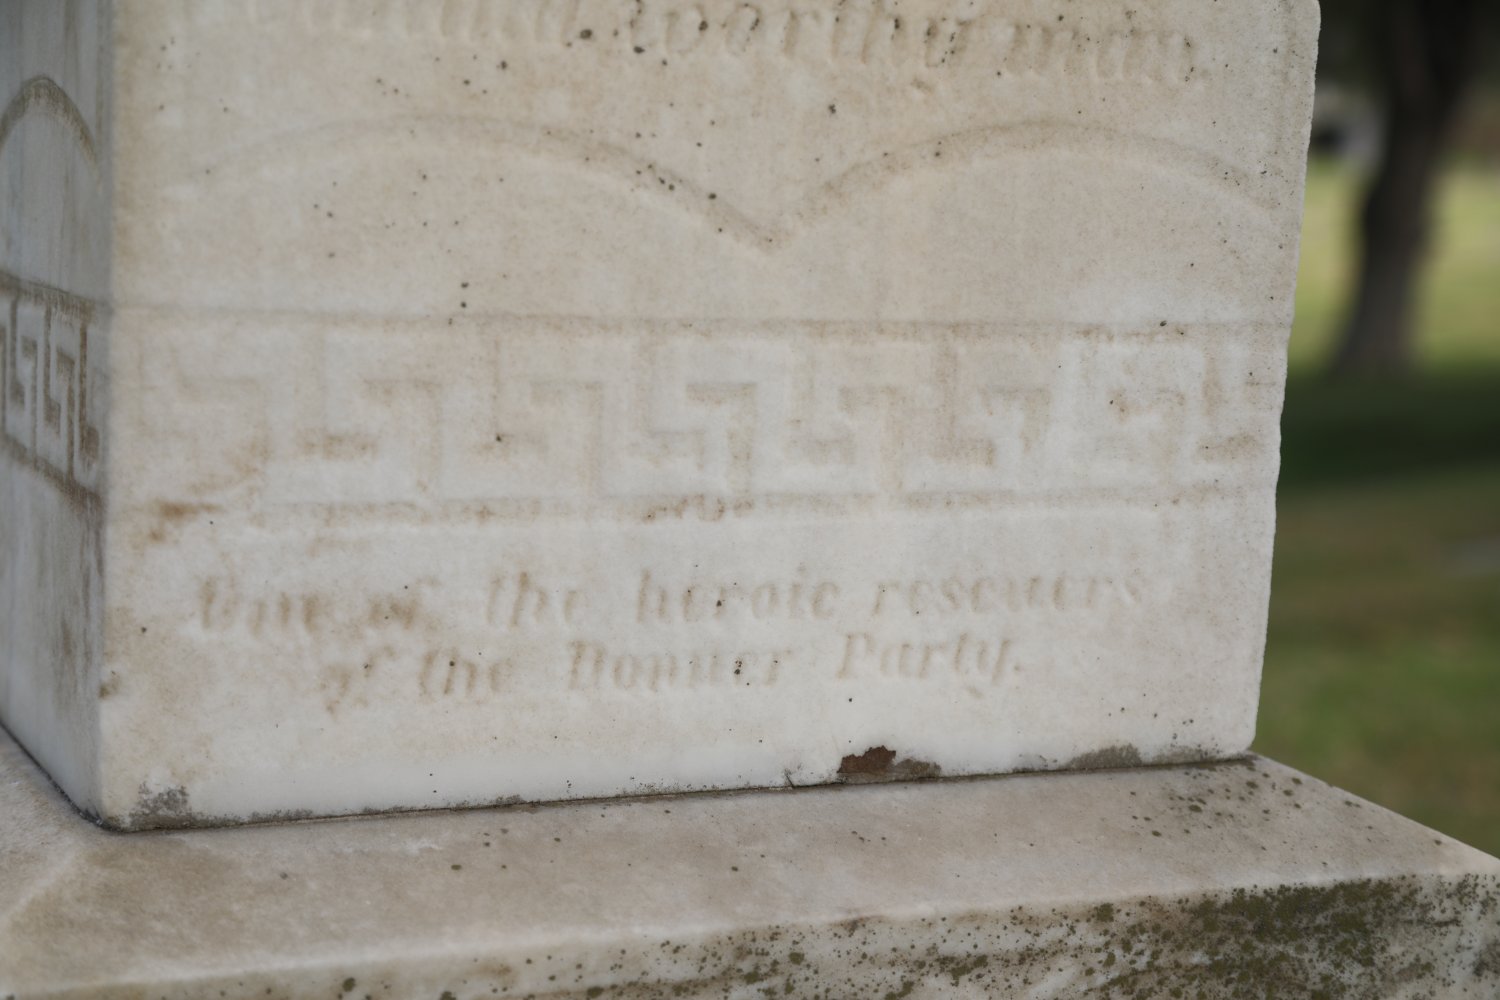 worthy man.
One of the heroic rescuers
of the Donner Party.